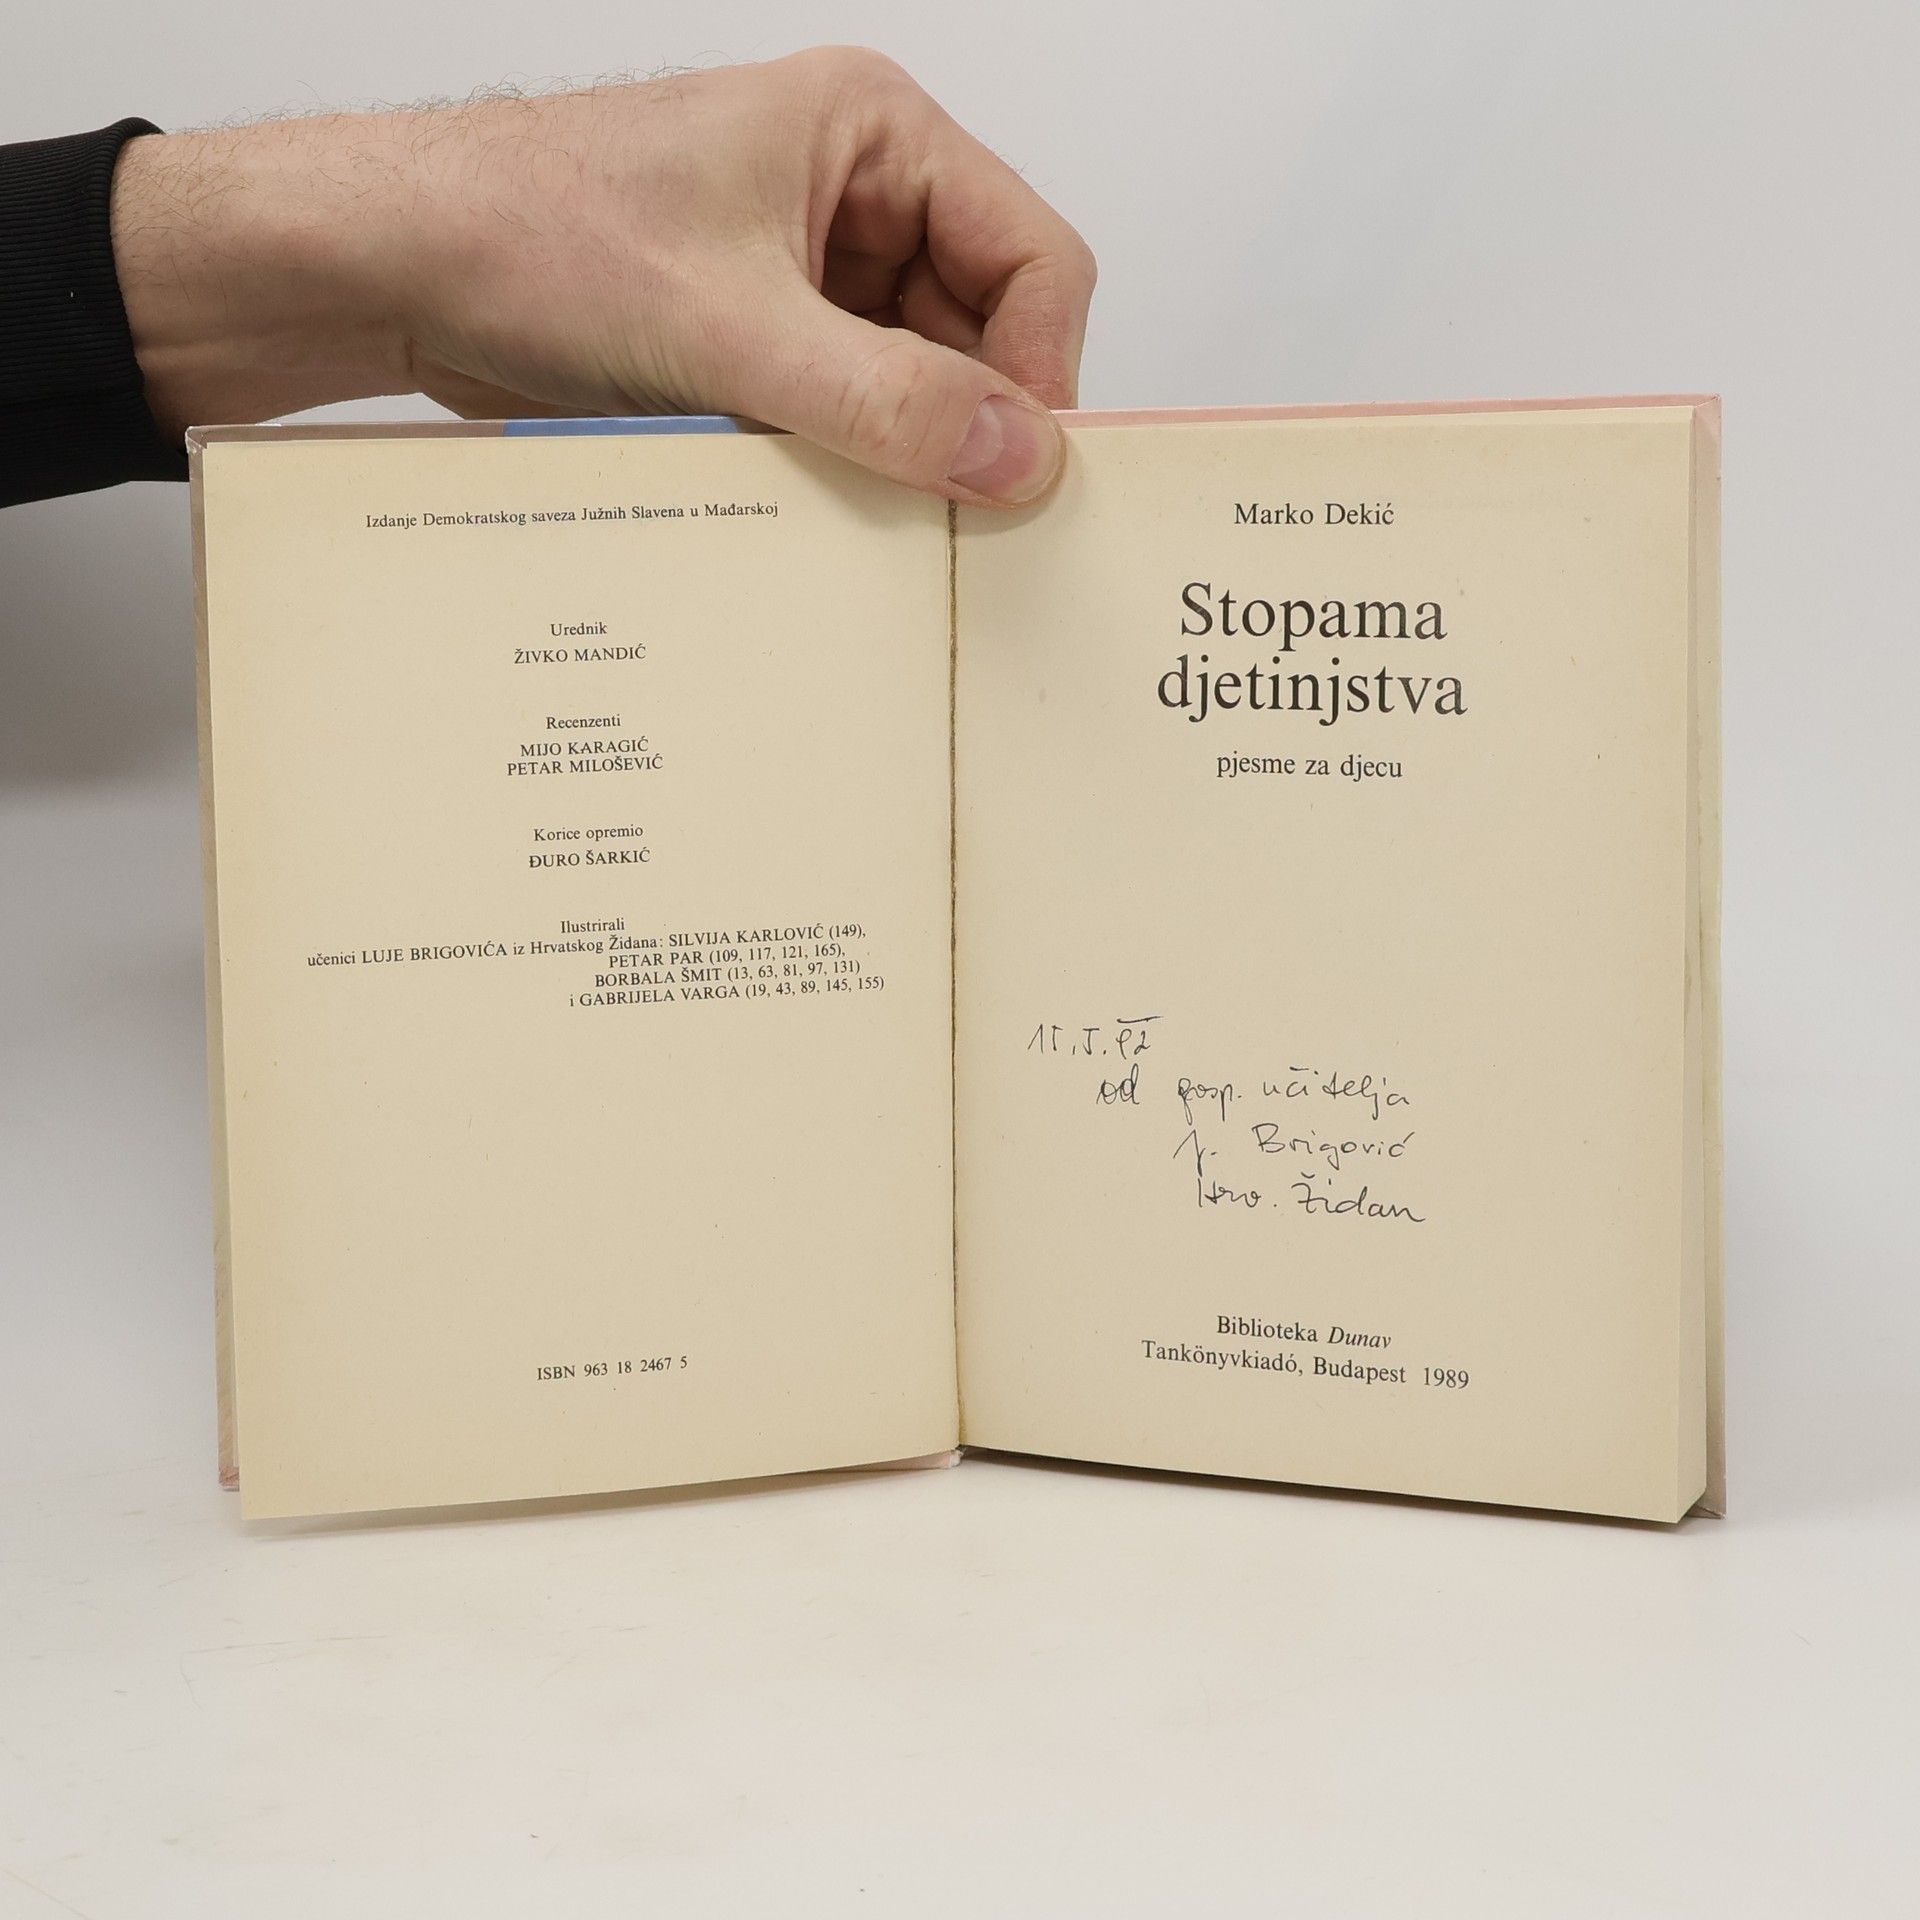 Izdanje Demokratskog saveza Južnih Slavena u Mađarskoj
Urednik
ŽIVKO MANDIĆ
Recenzenti
MIJO KARAGIĆ
PETAR MILOŠEVIĆ
Korice opremio
ĐURO ŠARKIĆ
Ilustrirali
učenici LUJE BRIGOVIĆA iz Hrvatskog Židana: SILVIJA KARLOVIĆ (149),
PETAR PAR (109, 117, 121, 165),
BORBALA ŠMIT (13, 63, 81, 97, 131)
i GABRIJELA VARGA (19, 43, 89, 145, 155)
ISBN 963 18 2467 5
Marko Dekić
Stopama
djetinjstva
pjesme za djecu
od gosp. učitelja
Brigović
Hrv. Židan
Biblioteka Dunav
Tankönyvkiadó, Budapest 1989